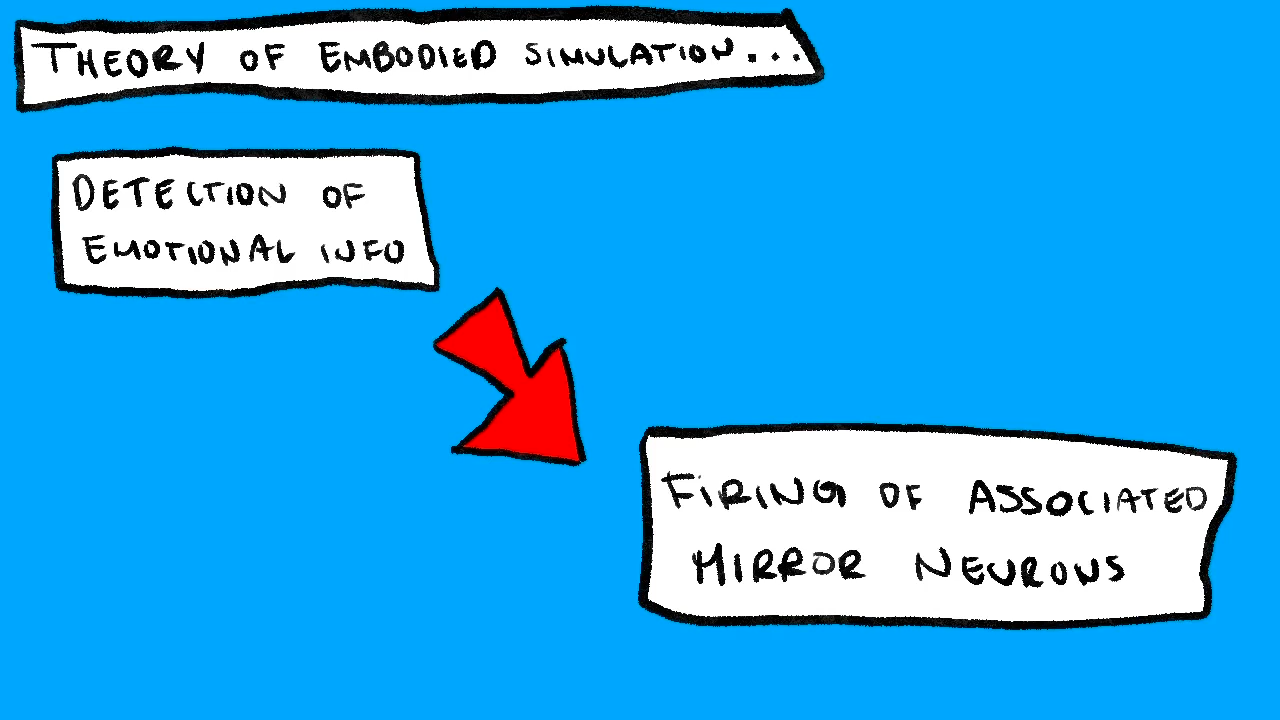 THEORY OF EMBODIED SIMULATION...
DETECTION OF
EMOTIONAL INFO
FIRING OF ASSOCIATED
MIRROR NEURONS